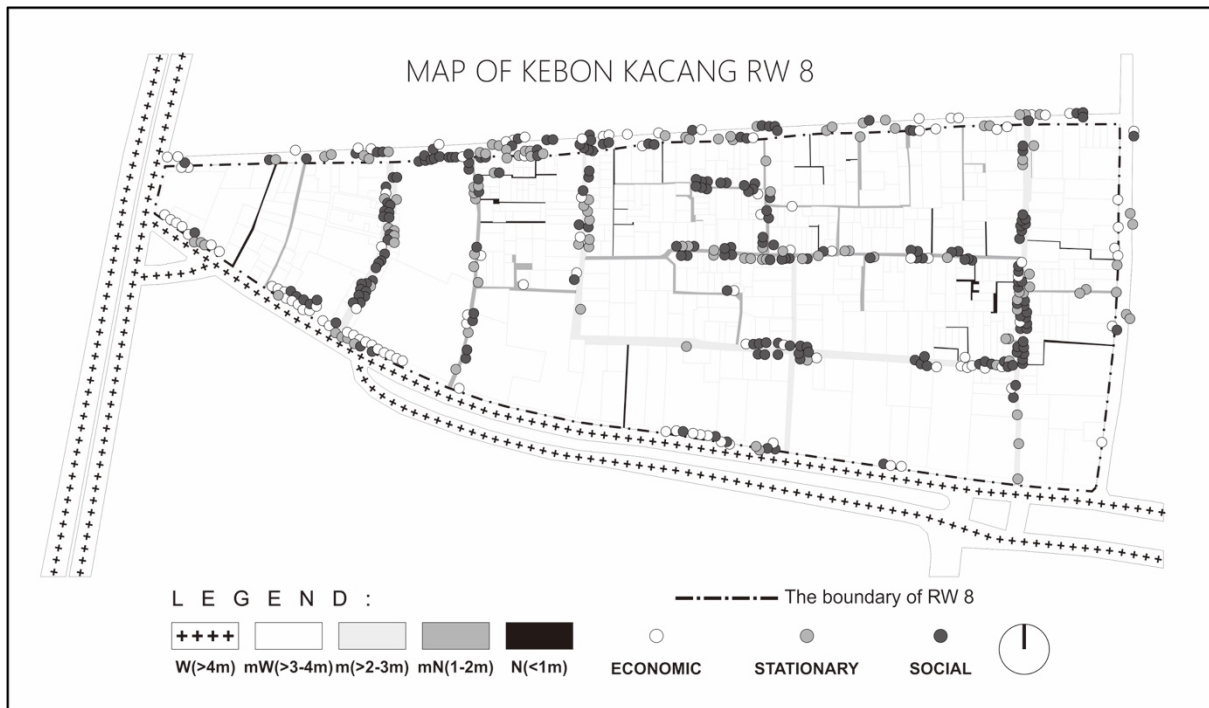 MAP OF KEBON KACANG RW 8
L E G E N D :
The boundary of RW 8
W(>4m) mW(>3-4m) m(>2-3m) mN(1-2m) N(<1m)
ECONOMIC STATIONARY SOCIAL